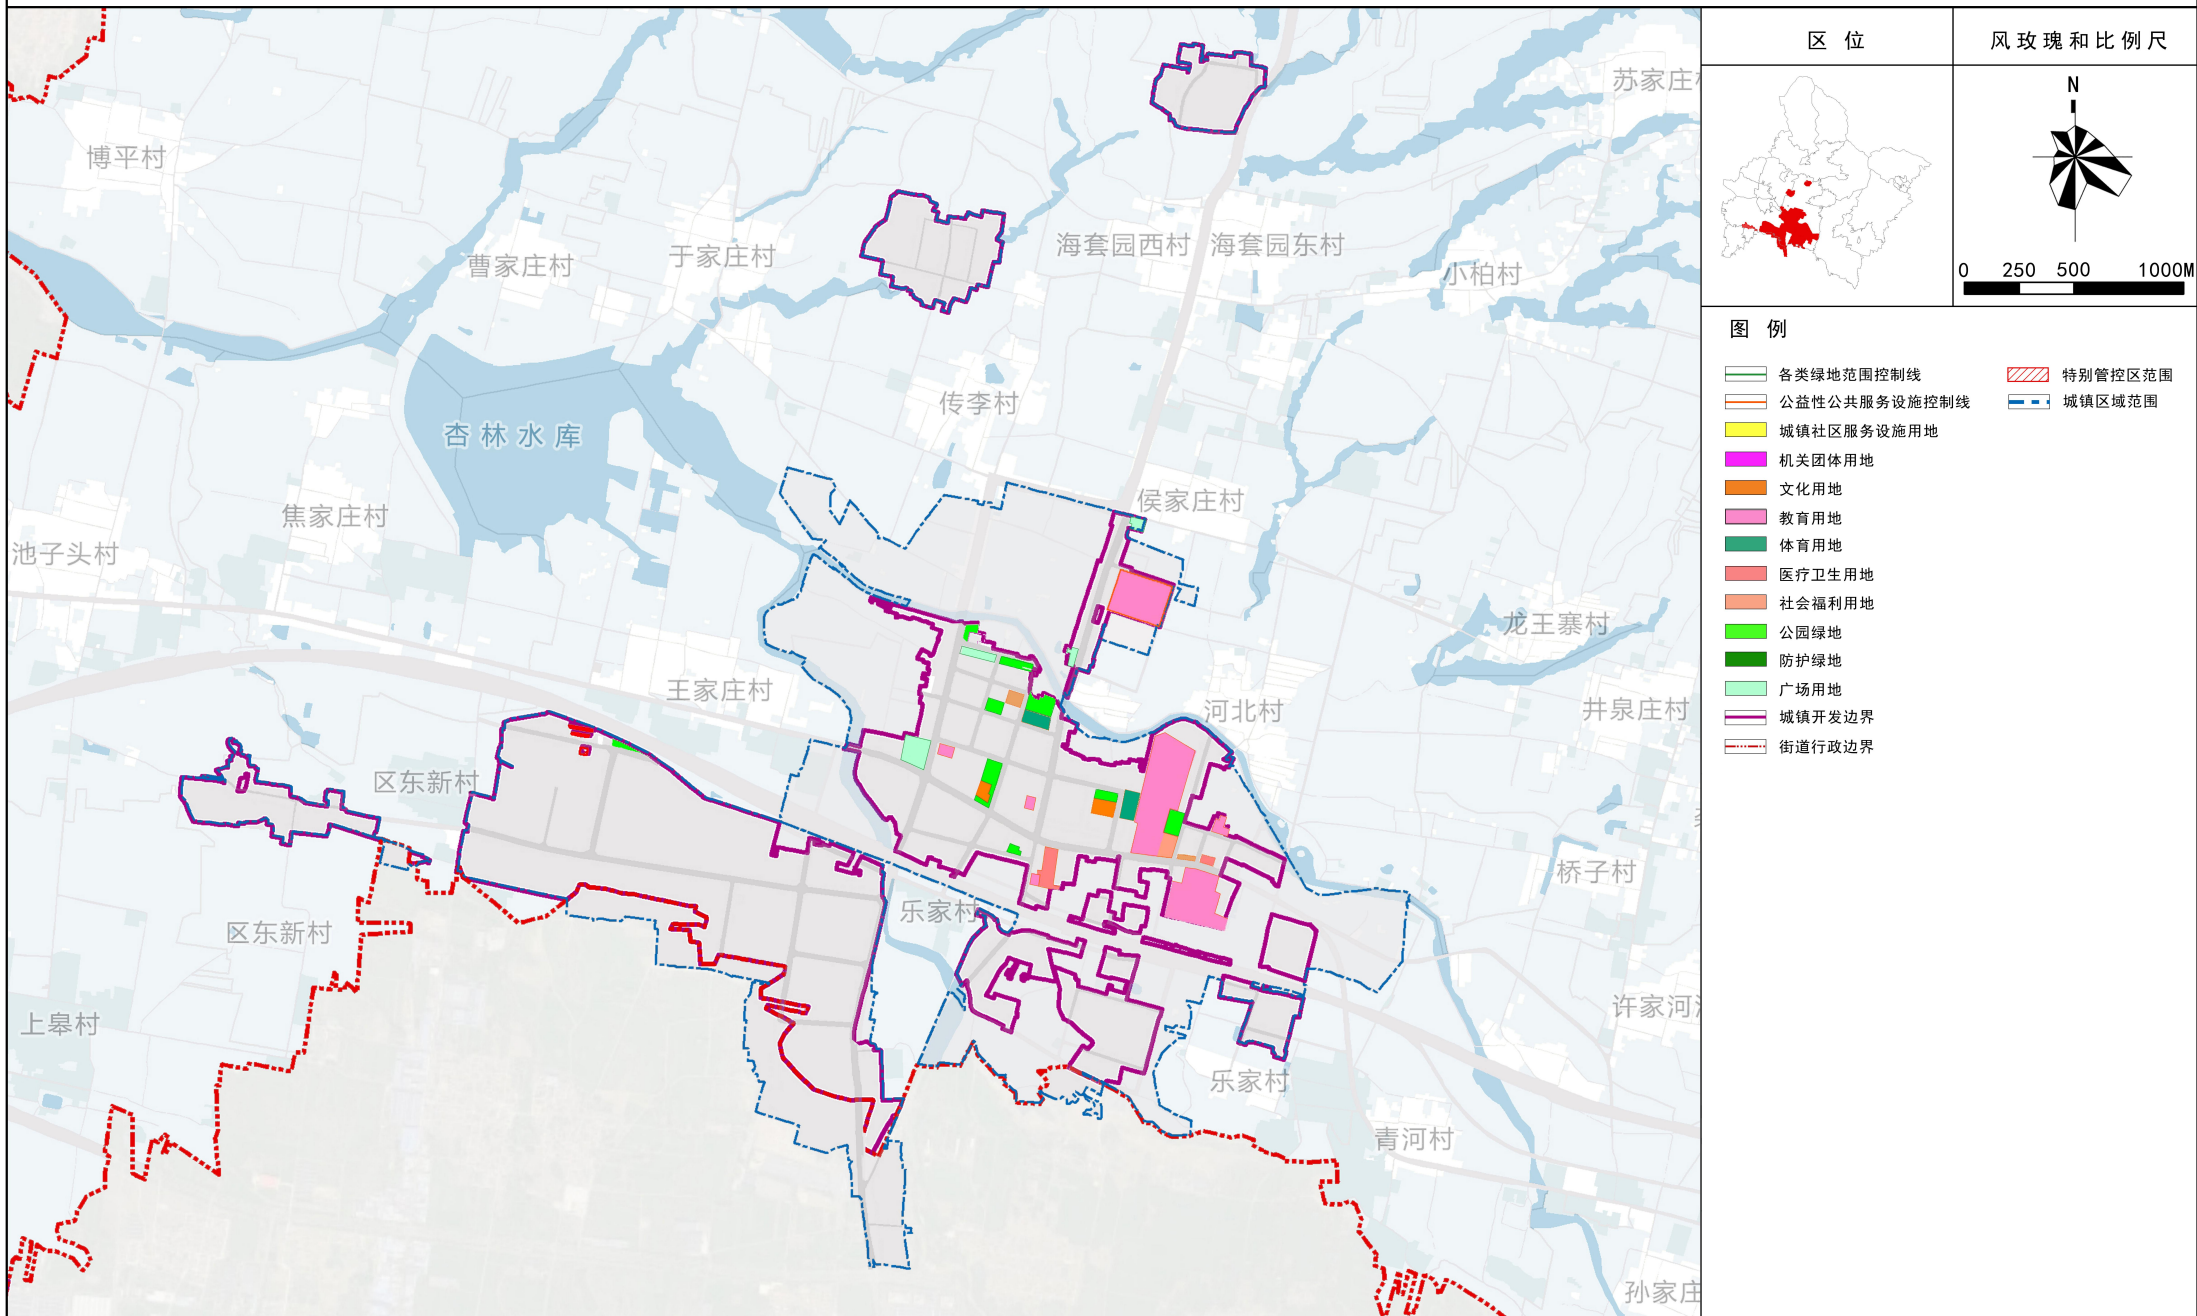 区 位
风玫瑰和比例尺
N
0 250 500 1000M
图 例
各类绿地范围控制线
公益性公共服务设施控制线
城镇社区服务设施用地
机关团体用地
文化用地
教育用地
体育用地
医疗卫生用地
社会福利用地
公园绿地
防护绿地
广场用地
城镇开发边界
街道行政边界
特别管控区范围
城镇区域范围
苏家庄
博平村
海套园西村
海套园东村
于家庄村
曹家庄村
小柏村
传李村
杏林水库
侯家庄村
焦家庄村
池子头村
龙王寨村
王家庄村
河北村
井泉庄村
区东新村
桥子村
乐家村
区东新村
许家河
上皋村
乐家村
青河村
孙家庄